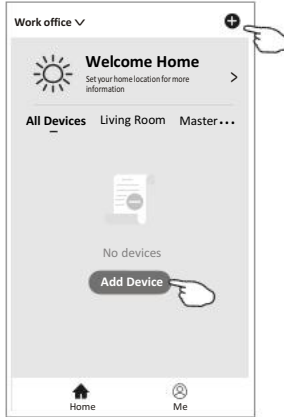 Work office
Welcome Home
Set your home location for more
information
All Devices Living Room Master...
No devices
Add Device
Home Me